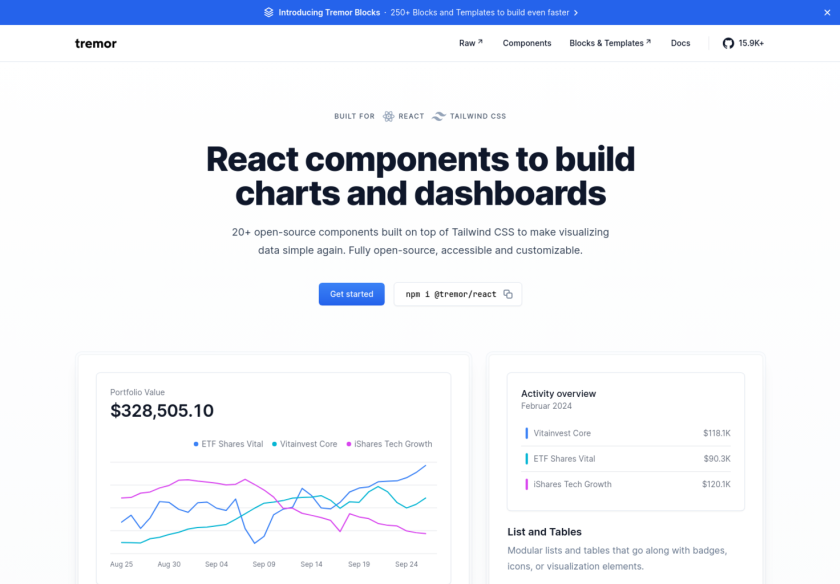 Introducing Tremor Blocks · 250+ Blocks and Templates to build even faster
tremor
Raw
Components
Blocks & Templates
Docs
15.9K+
BUILT FOR REACT TAILWIND CSS
React components to build
charts and dashboards
20+ open-source components built on top of Tailwind CSS to make visualizing
data simple again. Fully open-source, accessible and customizable.
Get started
npm i @tremor/react
Portfolio Value
$328,505.10
ETF Shares Vital
Vitainvest Core
iShares Tech Growth
Aug 25
Aug 30
Sep 04
Sep 09
Sep 14
Sep 19
Sep 24
Activity overview
Februar 2024
Vitainvest Core $118.1K
ETF Shares Vital $90.3K
iShares Tech Growth $120.1K
List and Tables
Modular lists and tables that go along with badges,
icons, or visualization elements.